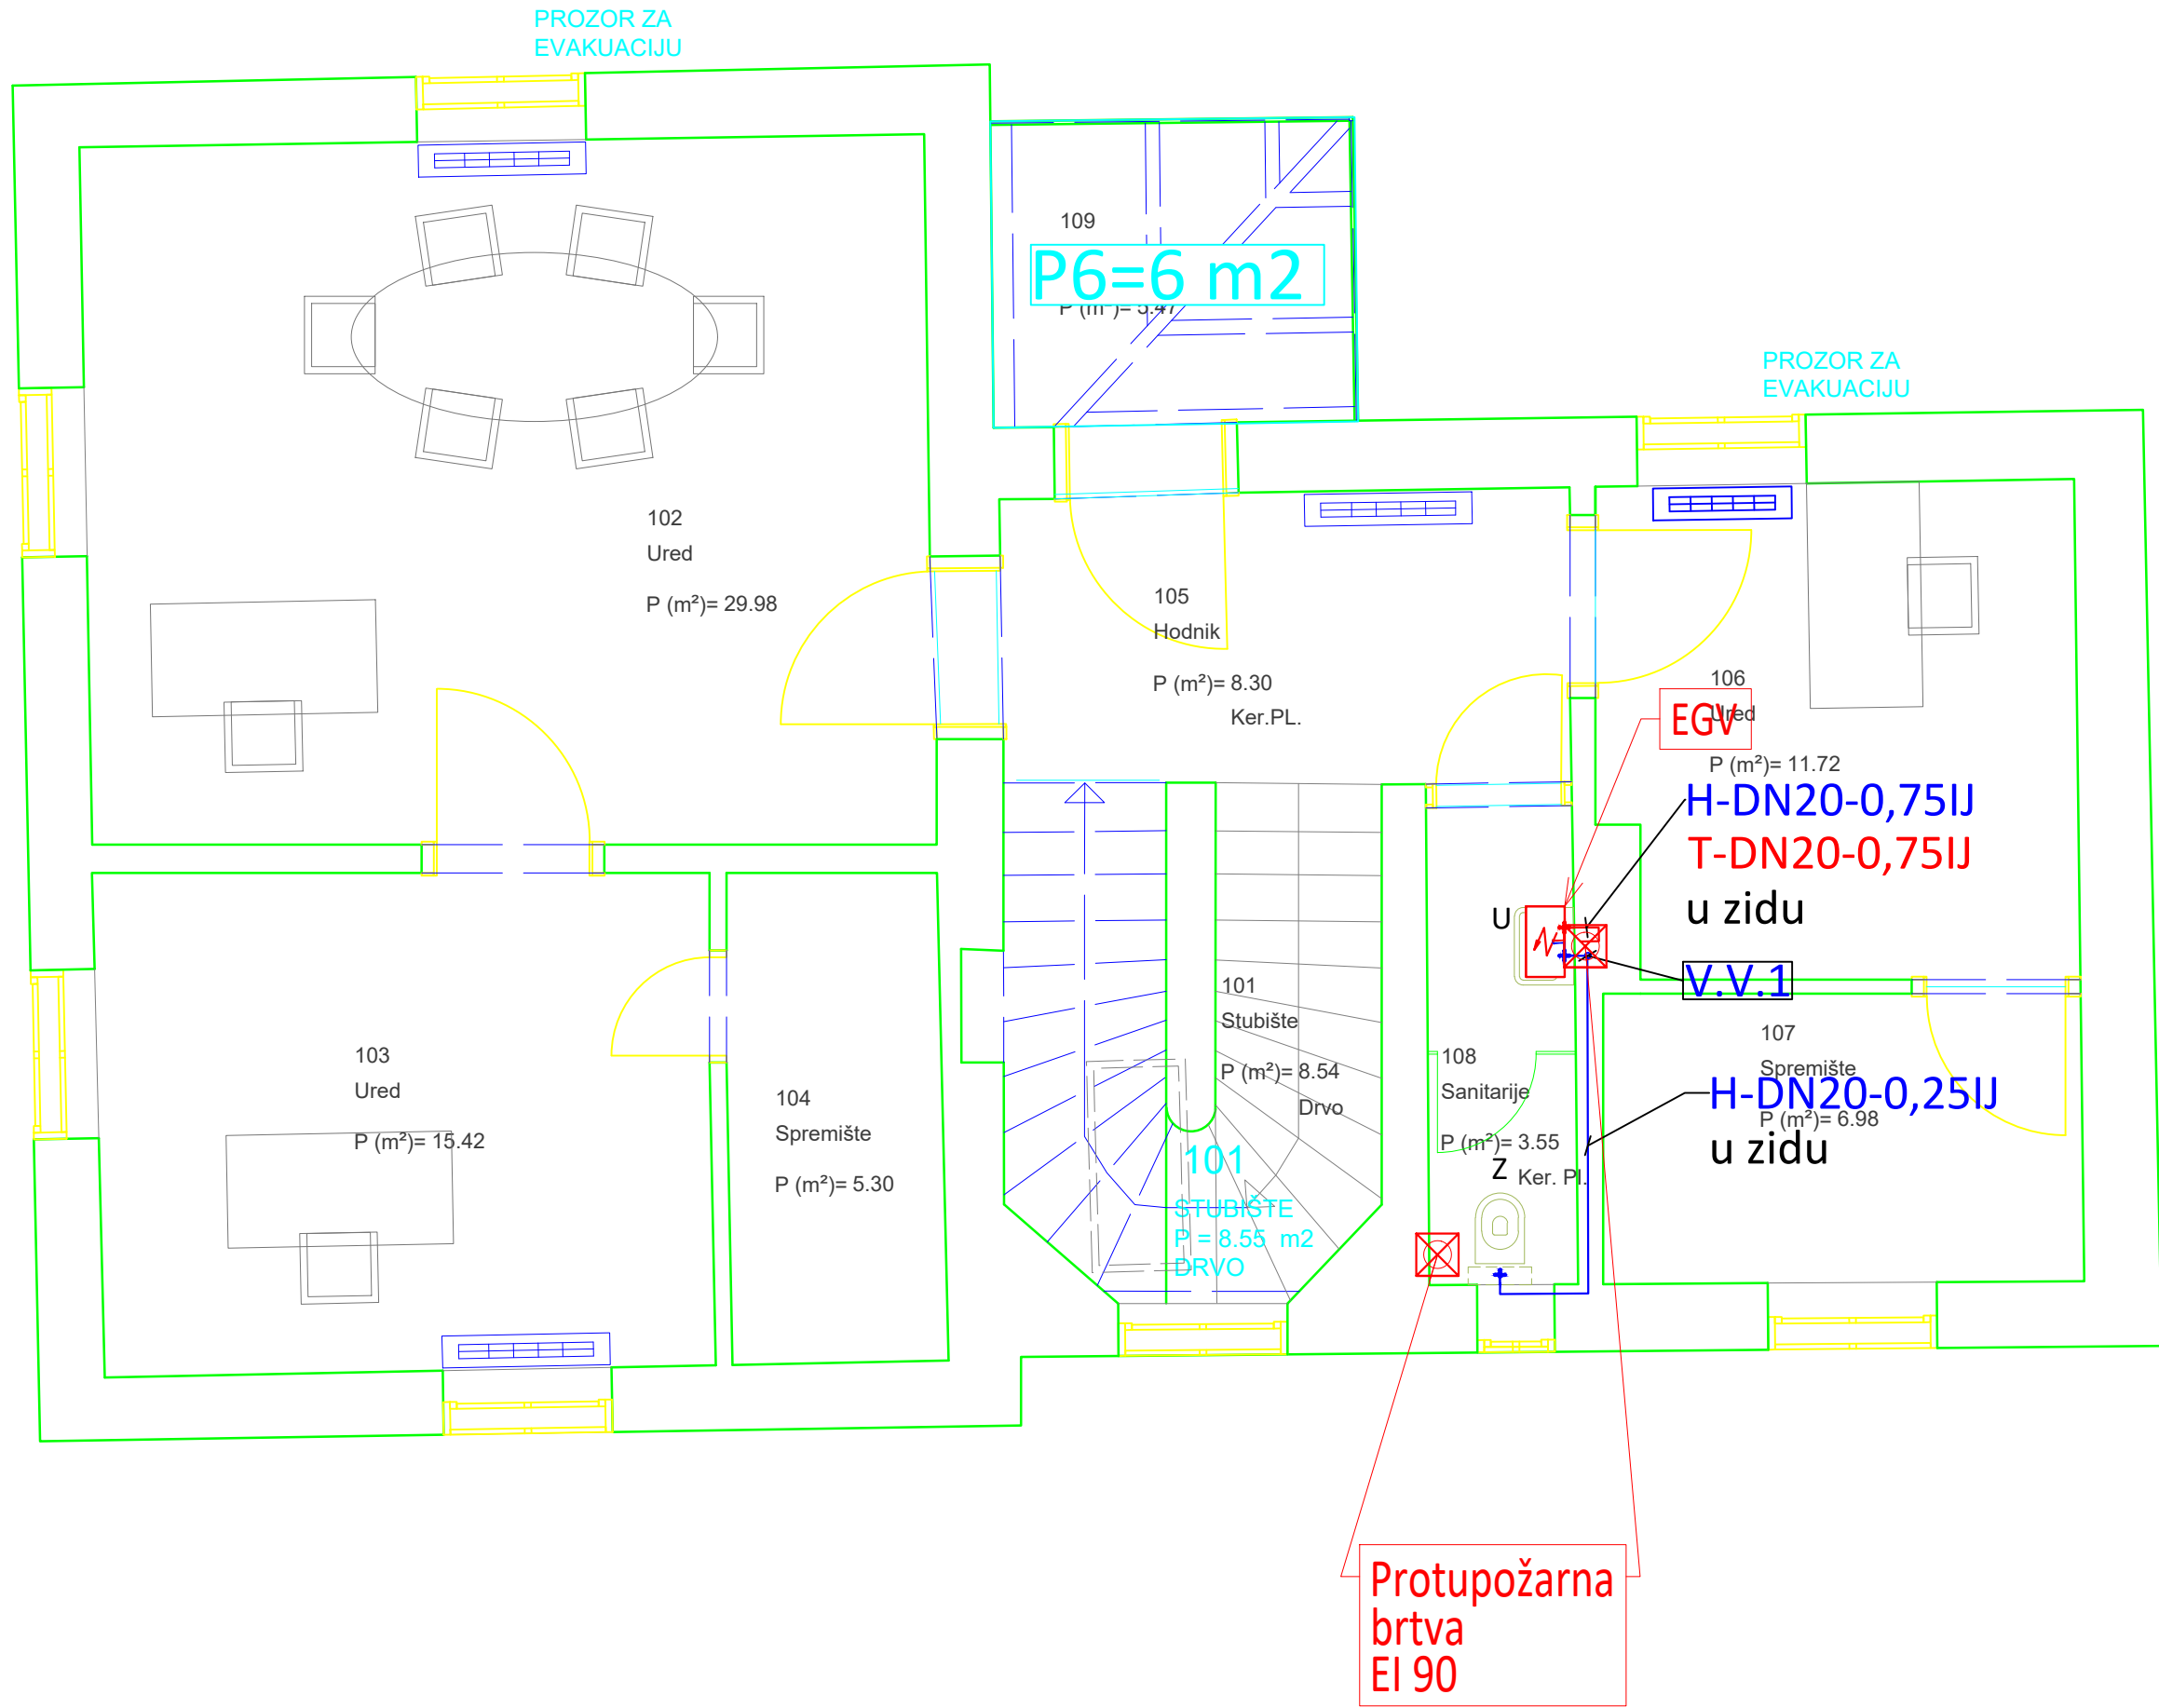 PROZOR ZA
EVAKUACIJU
109
P6=6 m2
P (m²)= 5.47
PROZOR ZA
EVAKUACIJU
102
Ured
P (m²)= 29.98
105
Hodnik
P (m²)= 8.30
Ker.PL.
106
Ured
EGV
P (m²)= 11.72
H-DN20-0,75IJ
T-DN20-0,75IJ
u zidu
U
V.V.1
101
Stubište
P (m²)= 8.54
Drvo
103
Ured
P (m²)= 15.42
104
Spremište
P (m²)= 5.30
108
Sanitarije
P (m²)= 3.55
Ker. Pl.
Z
107
Spremište
P (m²)= 6.98
H-DN20-0,25IJ
u zidu
101
STUBIŠTE
P = 8.55 m2
DRVO
Protupožarna
brtva
EI 90